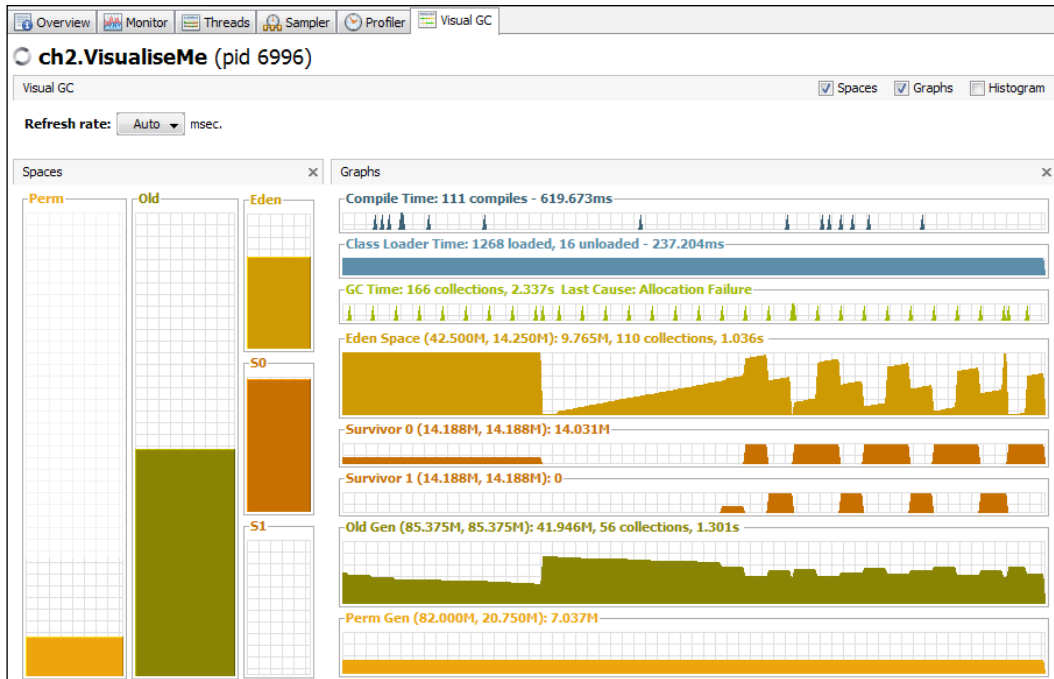 Overview Monitor Threads Sampler Profiler Visual GC
ch2.VisualiseMe (pid 6996)
Visual GC Spaces Graphs Histogram
Refresh rate: Auto msec.
Spaces
Perm
Old
Eden
S0
S1
Graphs
Compile Time: 111 compiles - 619.673ms
Class Loader Time: 1268 loaded, 16 unloaded - 237.204ms
GC Time: 166 collections, 2.337s Last Cause: Allocation Failure
Eden Space (42.500M, 14.250M): 9.765M, 110 collections, 1.036s
Survivor 0 (14.188M, 14.188M): 14.031M
Survivor 1 (14.188M, 14.188M): 0
Old Gen (85.375M, 85.375M): 41.946M, 56 collections, 1.301s
Perm Gen (82.000M, 20.750M): 7.037M